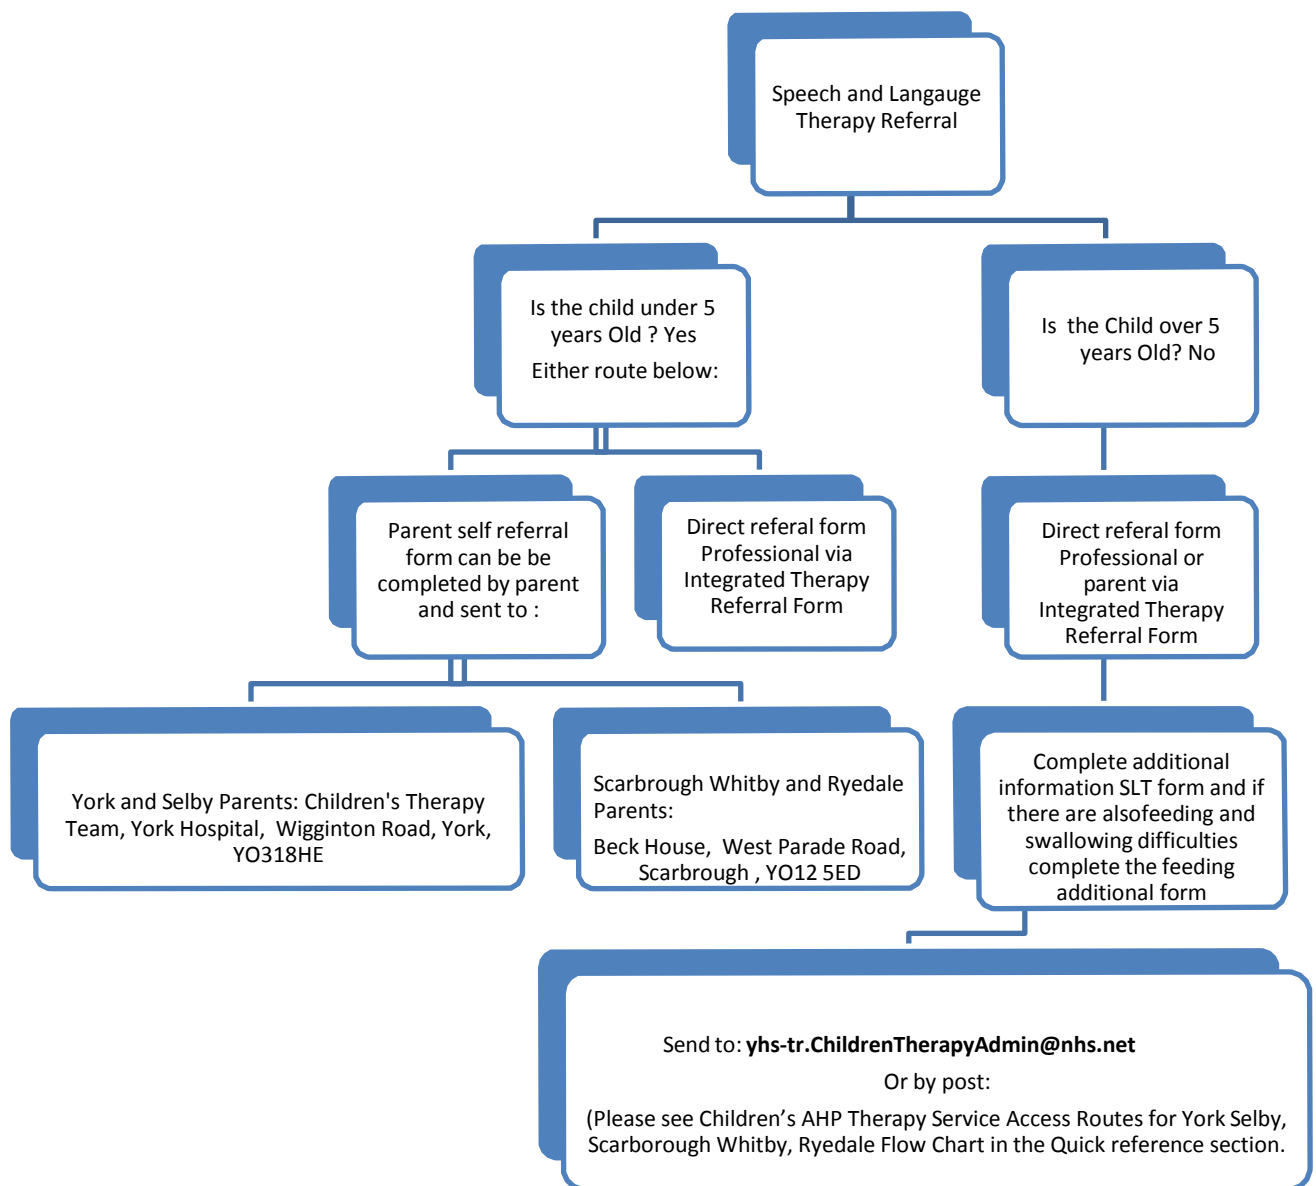 Speech and Langauge
Therapy Referral
Is the child under 5
years Old ? Yes
Either route below:
Is the Child over 5
years Old? No
Parent self referral
form can be be
completed by parent
and sent to :
Direct referal form
Professional via
Integrated Therapy
Referral Form
Direct referal form
Professional or
parent via
Integrated Therapy
Referral Form
York and Selby Parents: Children's Therapy
Team, York Hospital, Wigginton Road, York,
YO318HE
Scarbrough Whitby and Ryedale
Parents:
Beck House, West Parade Road,
Scarbrough , YO12 5ED
Complete additional
information SLT form and if
there are alsofeeding and
swallowing difficulties
complete the feeding
additional form
Send to: yhs-tr.ChildrenTherapyAdmin@nhs.net
Or by post:
(Please see Children’s AHP Therapy Service Access Routes for York Selby,
Scarborough Whitby, Ryedale Flow Chart in the Quick reference section.